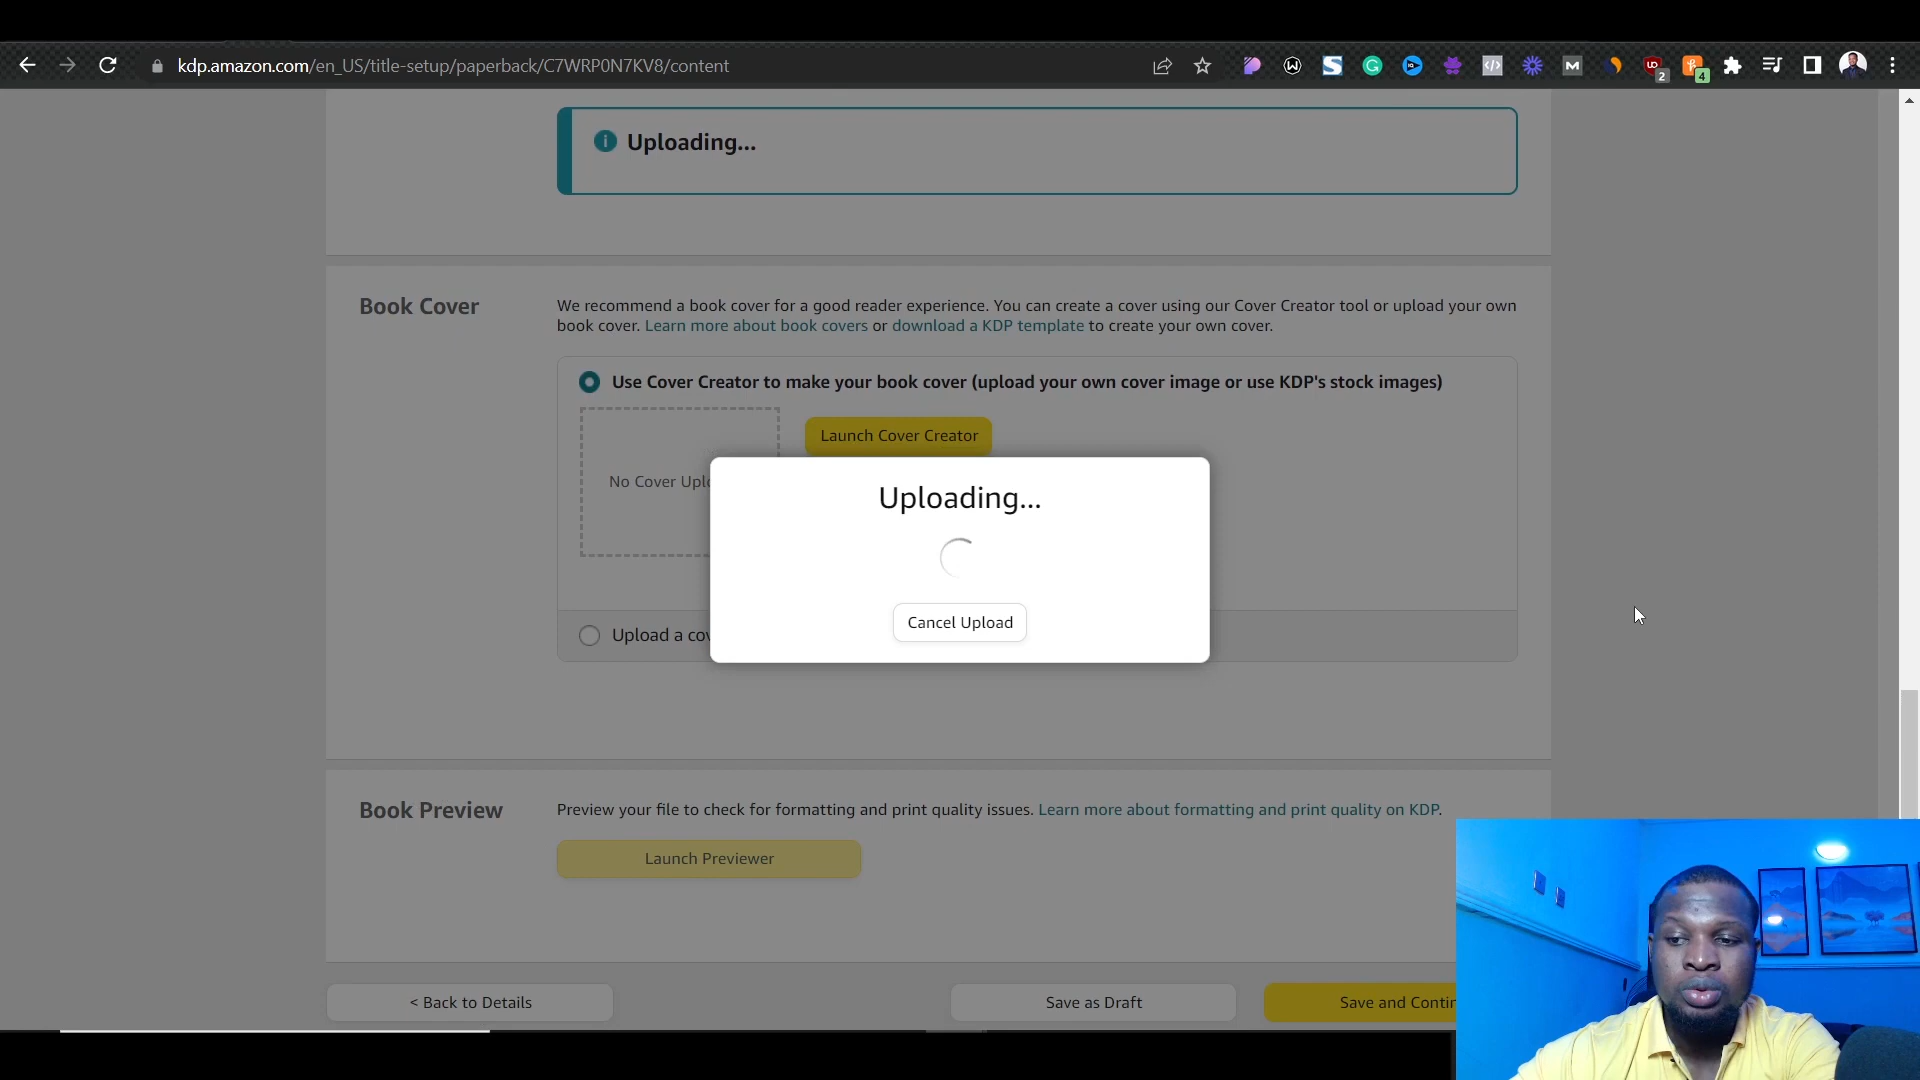 kdp.amazon.com/en_US/title-setup/paperback/C7WRP0N7KV8/content
2
4
Uploading...
Book Cover
We recommend a book cover for a good reader experience. You can create a cover using our Cover Creator tool or upload your own
book cover. Learn more about book covers or download a KDP template to create your own cover.
Use Cover Creator to make your book cover (upload your own cover image or use KDP's stock images)
Launch Cover Creator
No Cover Uplo
Uploading...
Cancel Upload
Upload a cov
Book Preview
Preview your file to check for formatting and print quality issues. Learn more about formatting and print quality on KDP.
Launch Previewer
< Back to Details
Save as Draft
Save and Contin